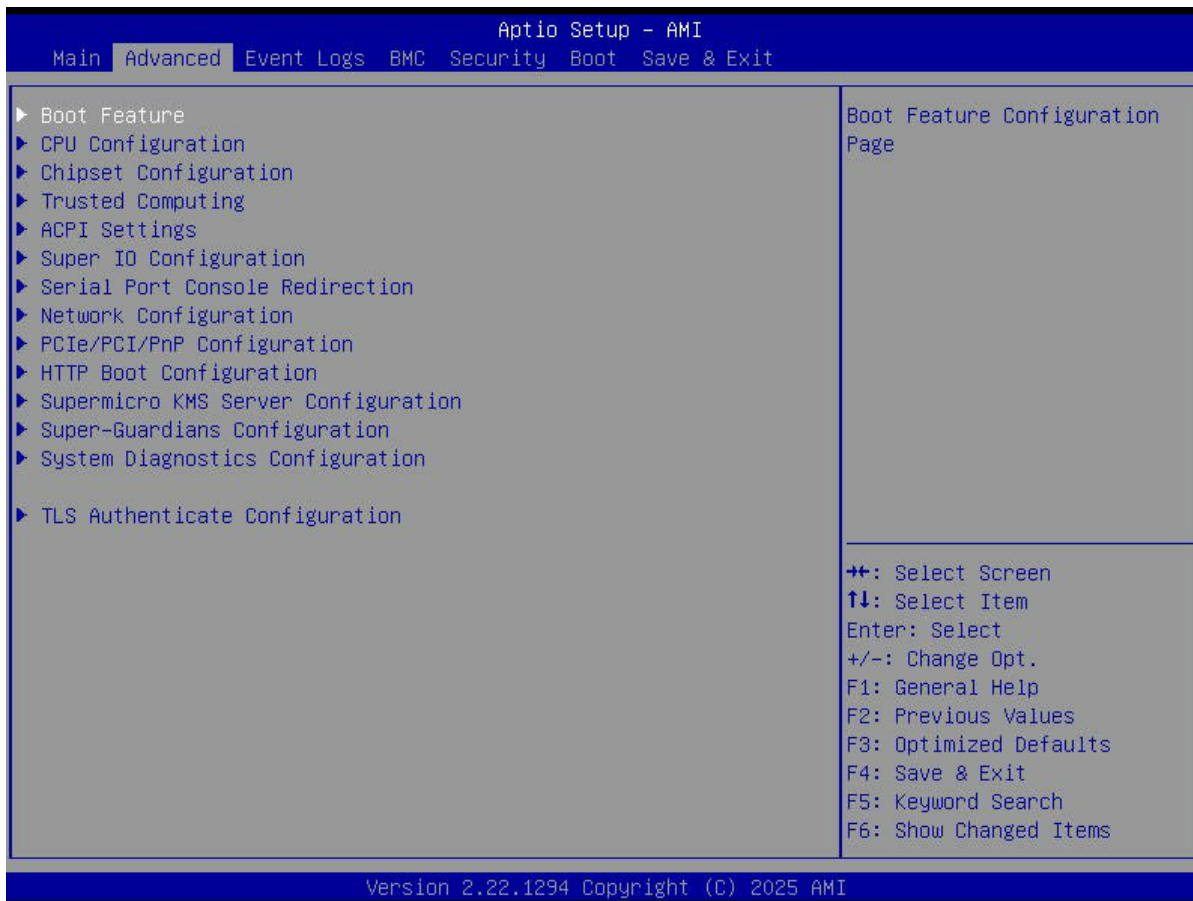 Aptio Setup – AMI
Main Advanced Event Logs BMC Security Boot Save & Exit
▶ Boot Feature
▶ CPU Configuration
▶ Chipset Configuration
▶ Trusted Computing
▶ ACPI Settings
▶ Super IO Configuration
▶ Serial Port Console Redirection
▶ Network Configuration
▶ PCIe/PCI/PnP Configuration
▶ HTTP Boot Configuration
▶ Supermicro KMS Server Configuration
▶ Super-Guardians Configuration
▶ System Diagnostics Configuration
▶ TLS Authenticate Configuration
Boot Feature Configuration
Page
→←: Select Screen
↑↓: Select Item
Enter: Select
+/-: Change Opt.
F1: General Help
F2: Previous Values
F3: Optimized Defaults
F4: Save & Exit
F5: Keyword Search
F6: Show Changed Items
Version 2.22.1294 Copyright (C) 2025 AMI